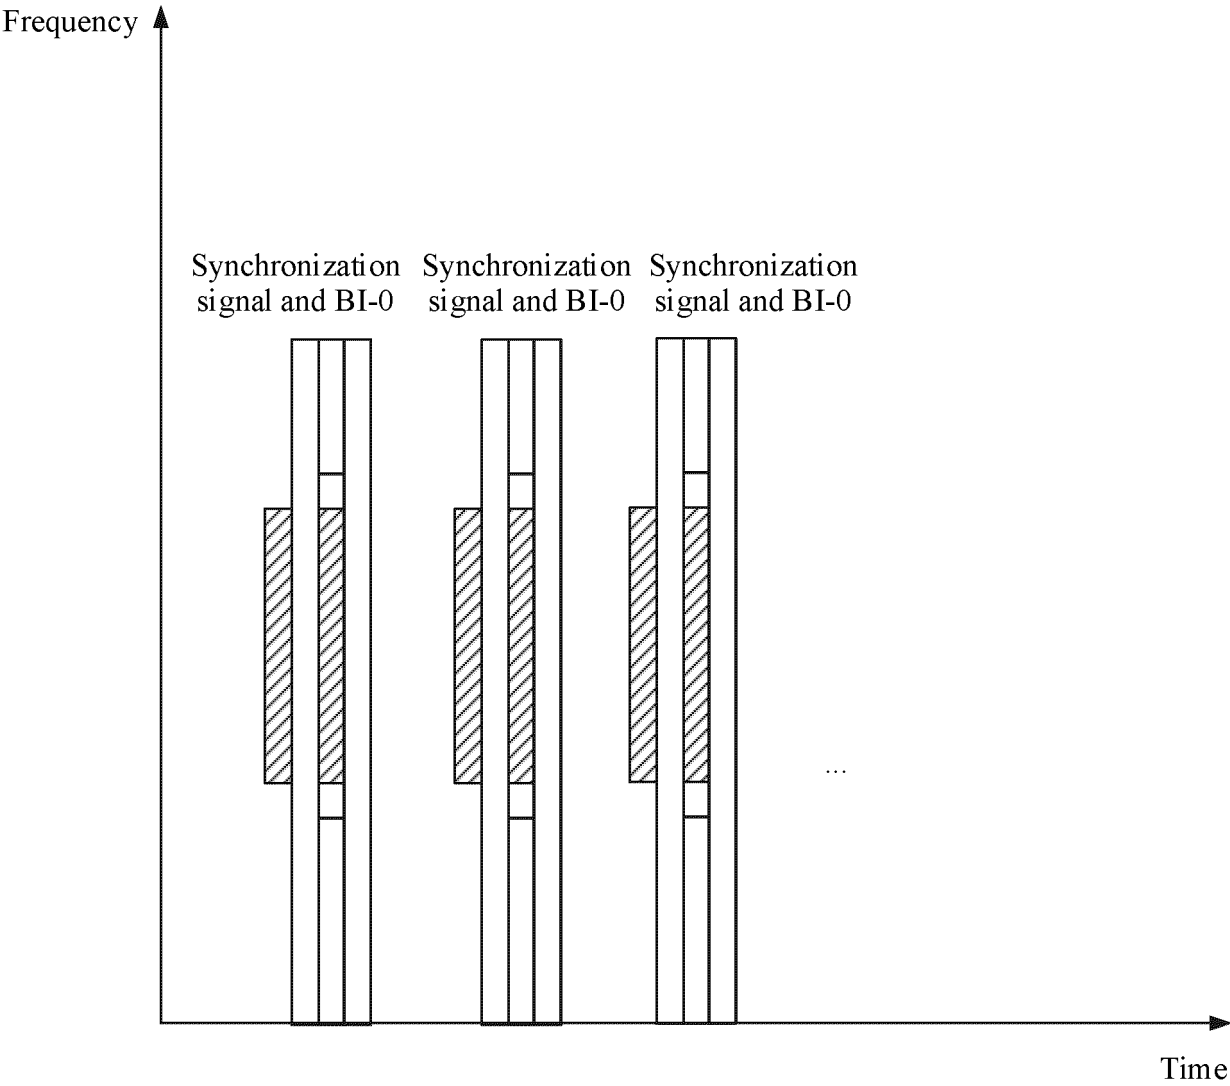 Frequency
Synchronization
signal and BI-0
Synchronization
signal and BI-0
Synchronization
signal and BI-0
...
Time